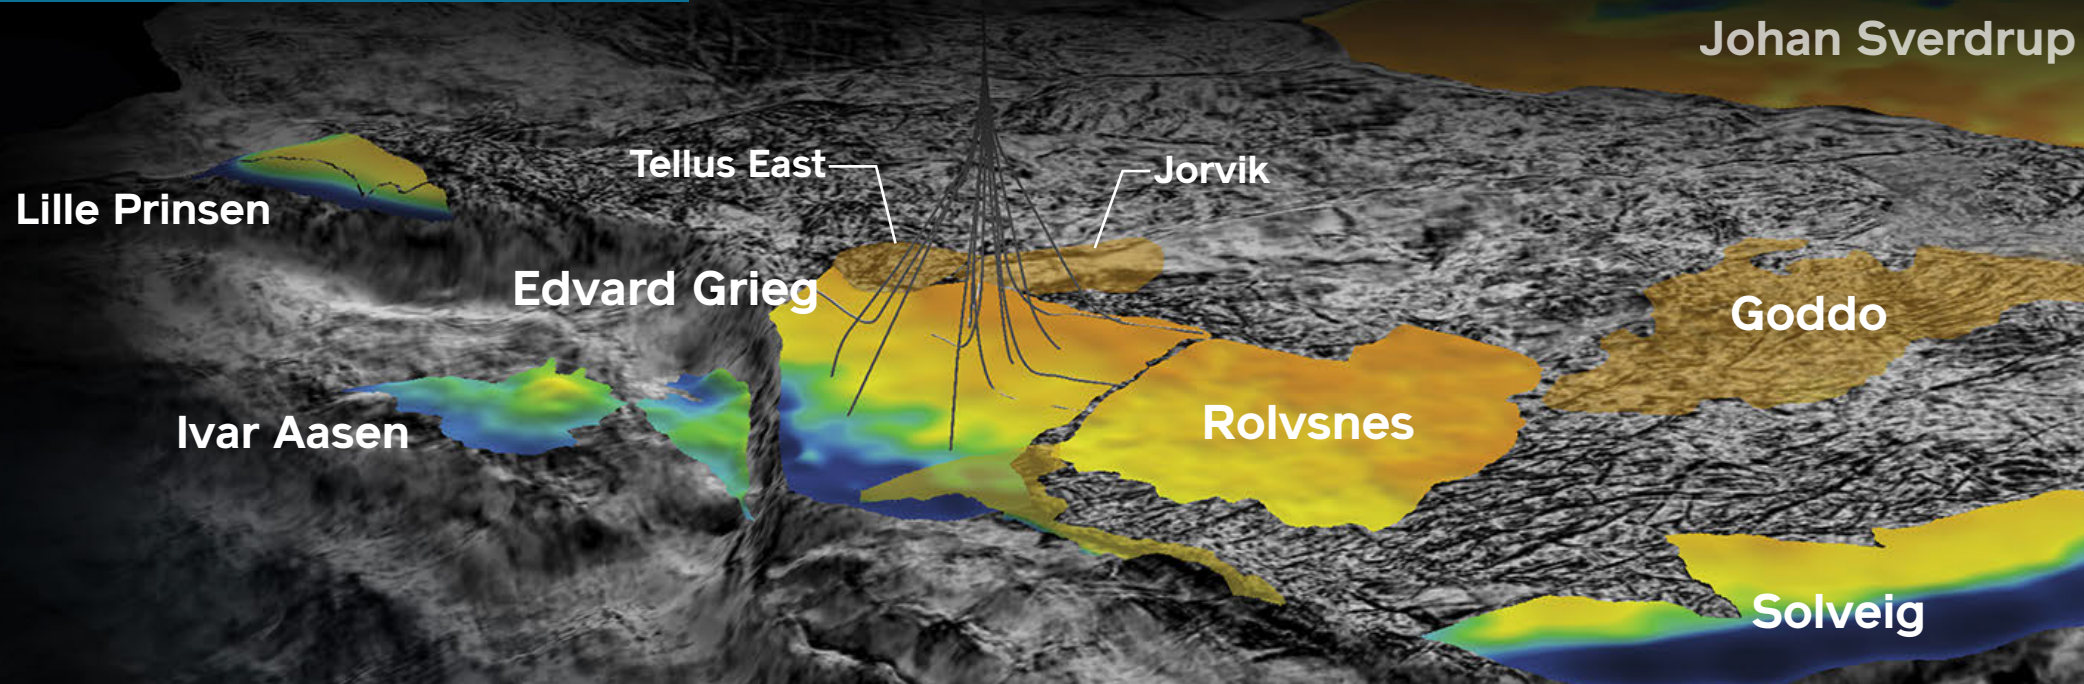 Johan Sverdrup
Tellus East
Jorvik
Lille Prinsen
Edvard Grieg
Goddo
Ivar Aasen
Rolvsnes
Solveig